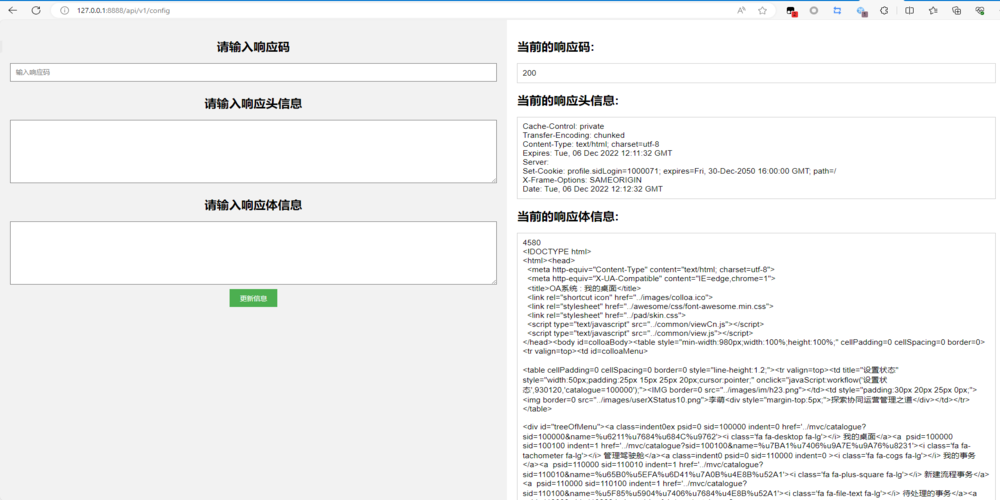 127.0.0.1:8888/api/v1/config
请输入响应码
输入响应码
请输入响应头信息
请输入响应体信息
更新信息
当前的响应码:
200
当前的响应头信息:
Cache-Control: private
Transfer-Encoding: chunked
Content-Type: text/html; charset=utf-8
Expires: Tue, 06 Dec 2022 12:11:32 GMT
Server:
Set-Cookie: profile.sidLogin=1000071; expires=Fri, 30-Dec-2050 16:00:00 GMT; path=/
X-Frame-Options: SAMEORIGIN
Date: Tue, 06 Dec 2022 12:12:32 GMT
当前的响应体信息:
4580
<!DOCTYPE html>
<html><head>
<meta http-equiv="Content-Type" content="text/html; charset=utf-8">
<meta http-equiv="X-UA-Compatible" content="IE=edge,chrome=1">
<title>OA系统 : 我的桌面</title>
<link rel="shortcut icon" href="../images/colloa.ico">
<link rel="stylesheet" href="../awesome/css/font-awesome.min.css">
<link rel="stylesheet" href="../pad/skin.css">
<script type="text/javascript" src="../common/viewCn.js"></script>
<script type="text/javascript" src="../common/view.js"></script>
</head><body id=colloaBody><table style="min-width:980px;width:100%;height:100%;" cellPadding=0 cellSpacing=0 border=0>
<tr valign=top><td id=colloaMenu>
<table cellPadding=0 cellSpacing=0 border=0 style="line-height:1.2;"><tr valign=top><td title="设置状态"
style="width:50px;padding:25px 15px 25px 20px;cursor:pointer;" onclick="javaScript:workflow('设置状
态',930120,'catalogue=100000');"><IMG border=0 src="../images/im/h23.png"></td><td style="padding:30px 20px 25px 0px;">
<img border=0 src="../images/userXStatus10.png">李萌<div style="margin-top:5px;">探索协同运营管理之道</div></td></tr>
</table>
<div id="treeOfMenu"><a class=indent0ex psid=0 sid=100000 indent=0 href='../mvc/catalogue?
sid=100000&name=%u6211%u7684%u684C%u9762'><i class='fa fa-desktop fa-lg'></i> 我的桌面</a><a  psid=100000
sid=100100 indent=1 href='../mvc/catalogue?sid=100100&name=%u7BA1%u7406%u9A7E%u9A76%u8231'><i class='fa fa-
tachometer fa-lg'></i> 管理驾驶舱</a><a class=indent0 psid=0 sid=110000 indent=0 ><i class='fa fa-cogs fa-lg'></i> 我的事
务</a><a  psid=110000 sid=110010 indent=1 href='../mvc/catalogue?
sid=110010&name=%u65B0%u5EFA%u6D41%u7A0B%u4E8B%u52A1'><i class='fa fa-plus-square fa-lg'></i> 新建流程事务</a>
<a  psid=110000 sid=110100 indent=1 href='../mvc/catalogue?
sid=110100&name=%u5F85%u5904%u7406%u7684%u4E8B%u52A1'><i class='fa fa-file-text fa-lg'></i> 待处理的事务</a><a